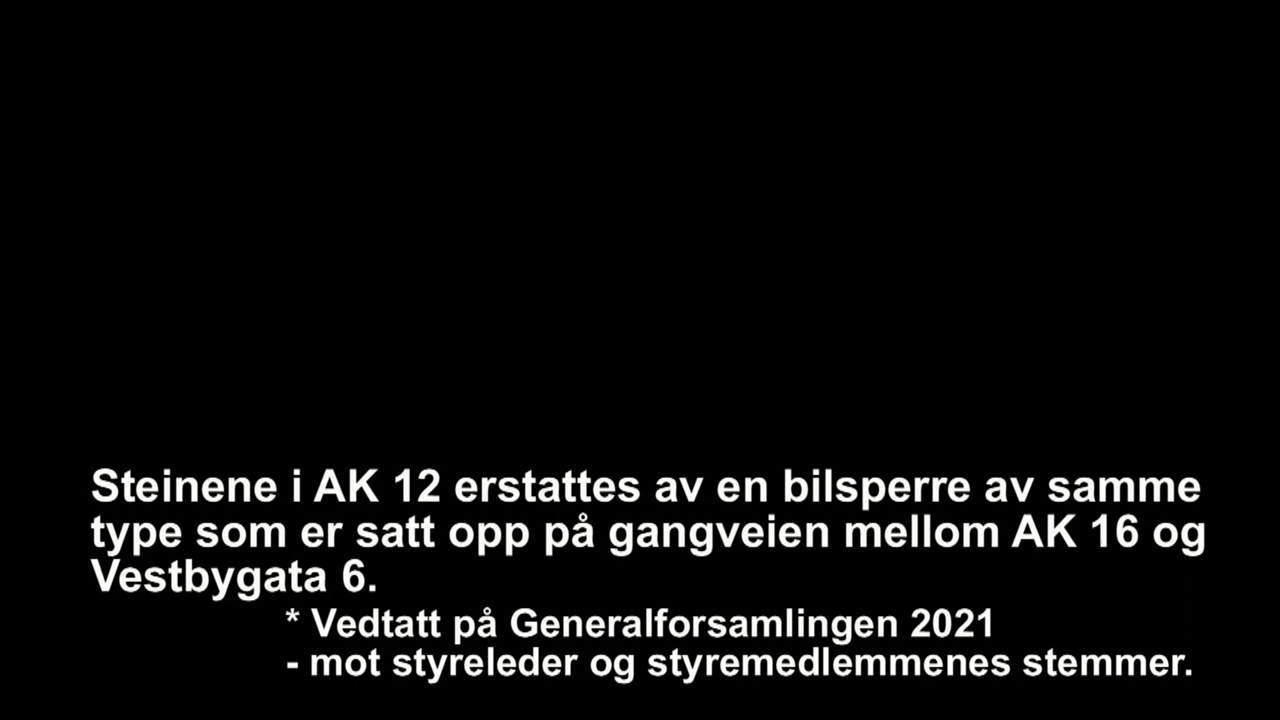 Steinene i AK 12 erstattes av en bilsperre av samme
type som er satt opp på gangveien mellom AK 16 og
Vestbygata 6.
* Vedtatt på Generalforsamlingen 2021
- mot styreleder og styremedlemmenes stemmer.